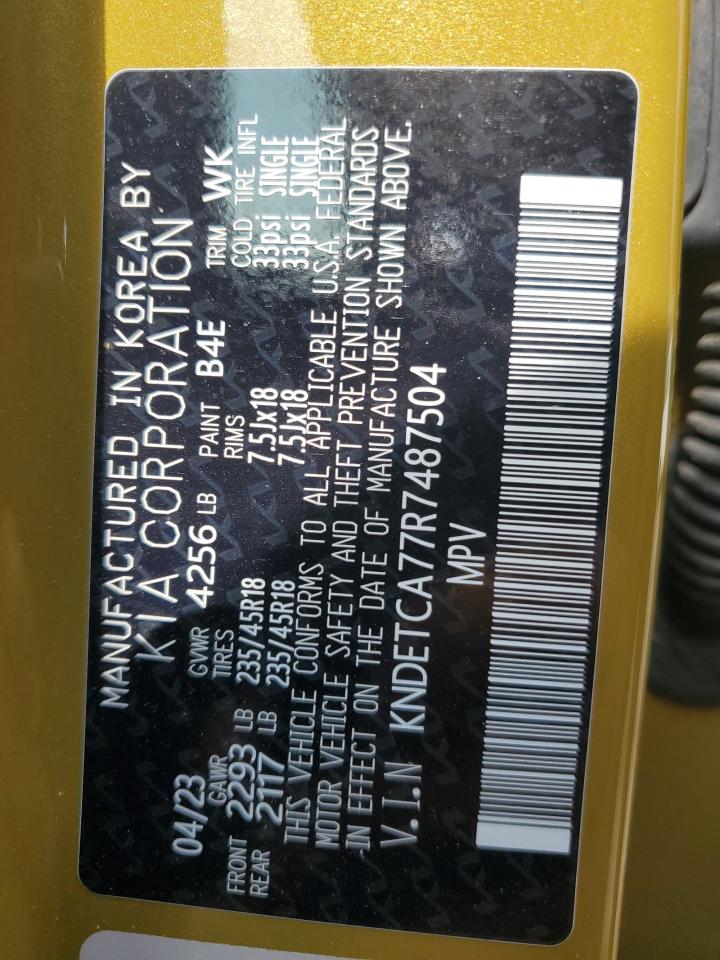 MANUFACTURED IN KOREA BY
KIA CORPORATION
04/23 GVWR 4256 LB PAINT B4E TRIM WK
GAWR TIRES RIMS COLD TIRE INFL
FRONT 2293 LB 235/45R18 7.5Jx18 33psi SINGLE
REAR 2117 LB 235/45R18 7.5Jx18 33psi SINGLE
THIS VEHICLE CONFORMS TO ALL APPLICABLE U.S.A. FEDERAL
MOTOR VEHICLE SAFETY AND THEFT PREVENTION STANDARDS
IN EFFECT ON THE DATE OF MANUFACTURE SHOWN ABOVE.
V.I.N KNDETCA77R7487504
MPV